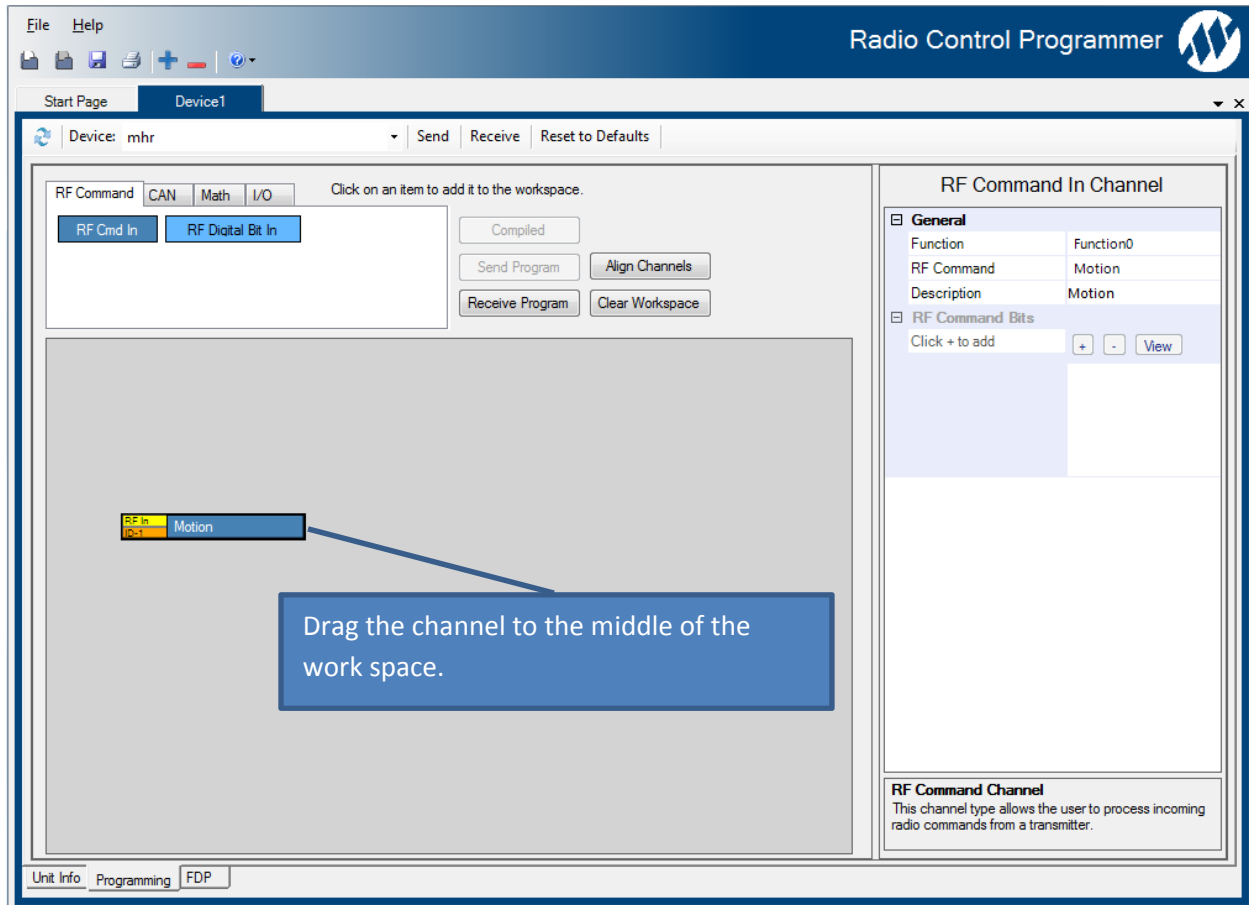 File Help
Radio Control Programmer
Start Page Device1
Device: mhr Send Receive Reset to Defaults
RF Command CAN Math I/O Click on an item to add it to the workspace.
RF Cmd In RF Digital Bit In
Compiled
Send Program Align Channels
Receive Program Clear Workspace
RF In
ID-1
Motion
Drag the channel to the middle of the
work space.
RF Command In Channel
General
Function Function0
RF Command Motion
Description Motion
RF Command Bits
Click + to add + - View
RF Command Channel
This channel type allows the user to process incoming
radio commands from a transmitter.
Unit Info Programming FDP